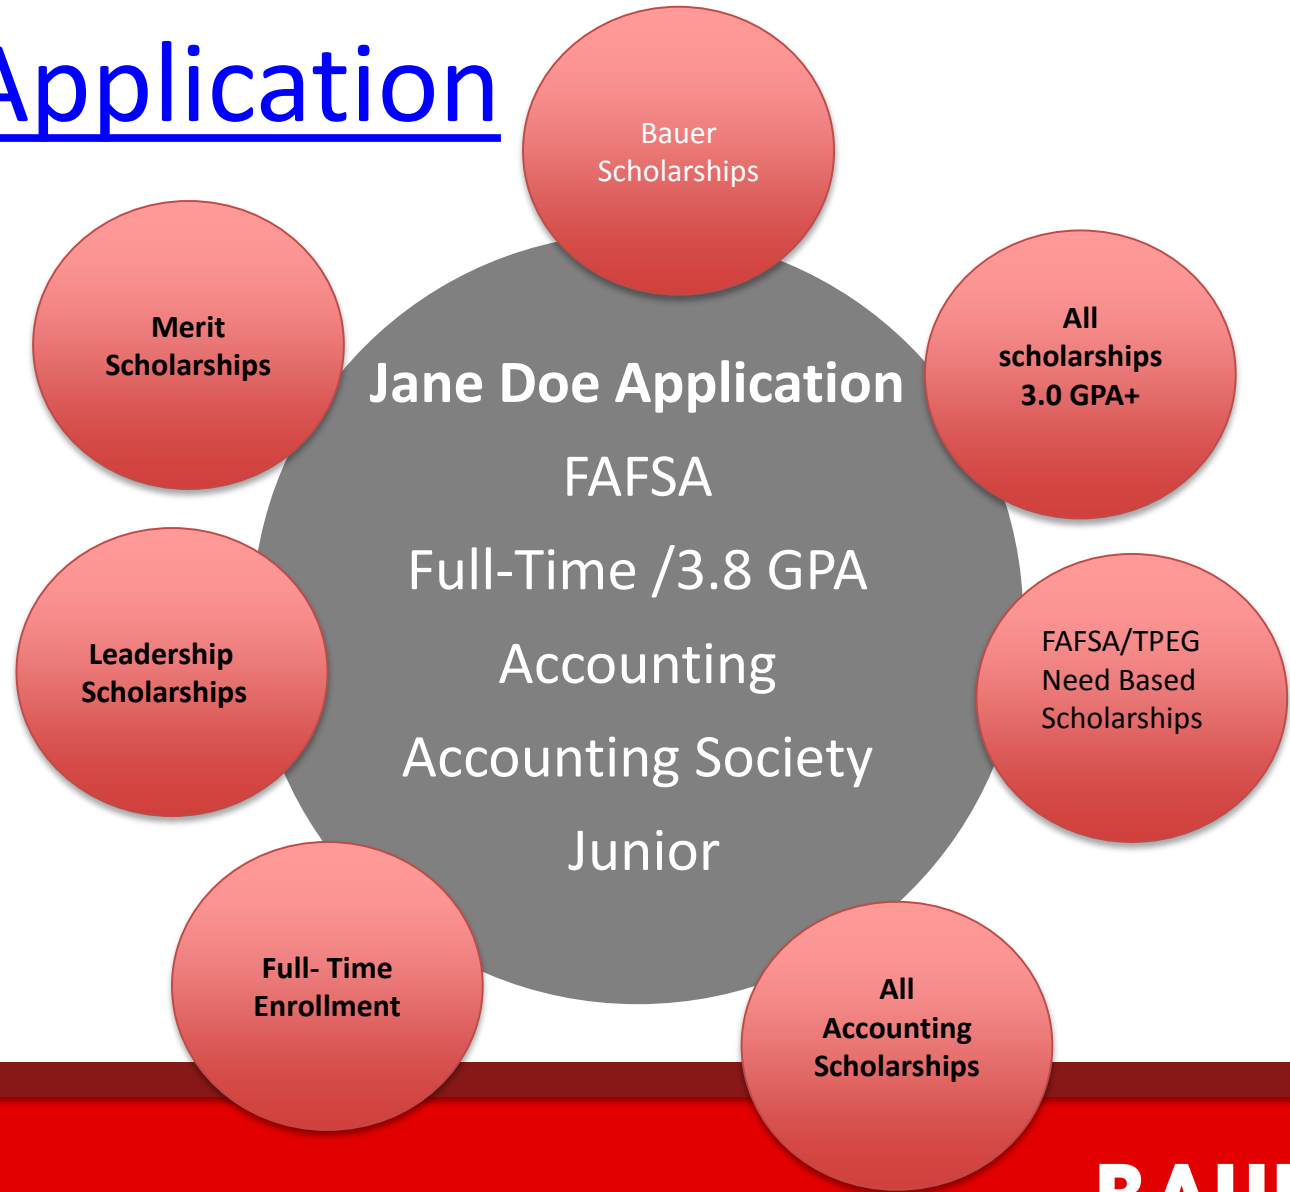 Application
Bauer
Scholarships
Merit
Scholarships
All
scholarships
3.0 GPA+
Jane Doe Application
FAFSA
Full-Time /3.8 GPA
Accounting
Accounting Society
Junior
Leadership
Scholarships
FAFSA/TPEG
Need Based
Scholarships
Full- Time
Enrollment
All
Accounting
Scholarships